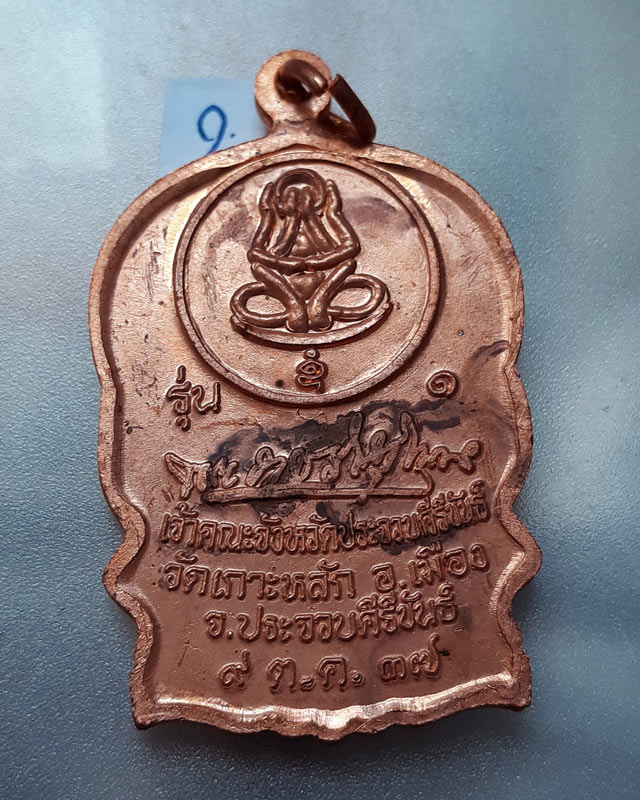 รุ่น ๑
เจ้าคณะจังหวัดประจวบคีรีขันธ์
วัดเกาะหลัก อ.เมือง
จ.ประจวบคีรีขันธ์
๙ ต.ค. ๓๗